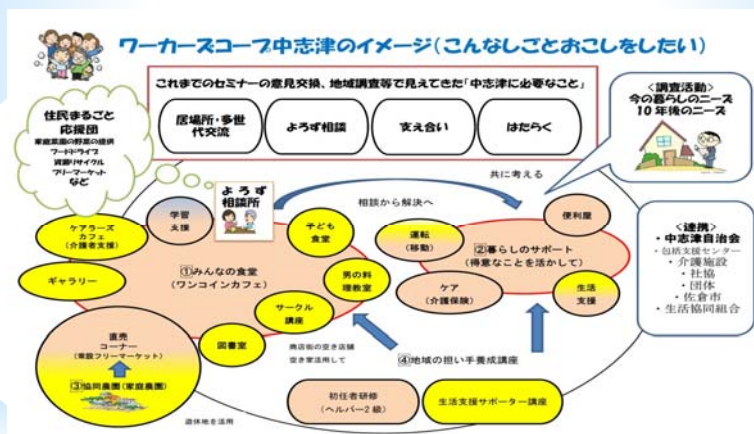 ワーカーズコープ中志津のイメージ(こんなしごとおこしをしたい)
これまでのセミナーの意見交換、地域調査等で見えてきた「中志津に必要なこと」
居場所・多世
代交流
よろず相談
支え合い
はたらく
<調査活動>
今の暮らしのニーズ
10年後のニーズ
住民まるごと
応援団
家庭菜園の野菜の提供
フードドライブ
資源リサイクル
フリーマーケット
など
共に考える
よろず
相談所
相談から解決へ
学習
支援
ケアラーズ
カフェ
(介護者支援)
ギャラリー
子ども
食堂
①みんなの食堂
(ワンコインカフェ)
男の料
理教室
サークル
講座
図書室
運転
(移動)
便利屋
②暮らしのサポート
(得意なことを活かして)
ケア
(介護保険)
生活
支援
<連携>
・中志津自治会
・包括支援センター
・介護施設
・社協
・団体
・佐倉市
・生活協同組合
直売
コーナー
(常設フリーマーケット)
③協同農園(家庭農園)
遊休地を活用
商店街の空き店舗
空き家活用して
④地域の担い手養成講座
初任者研修
(ヘルパー2級)
生活支援サポーター講座